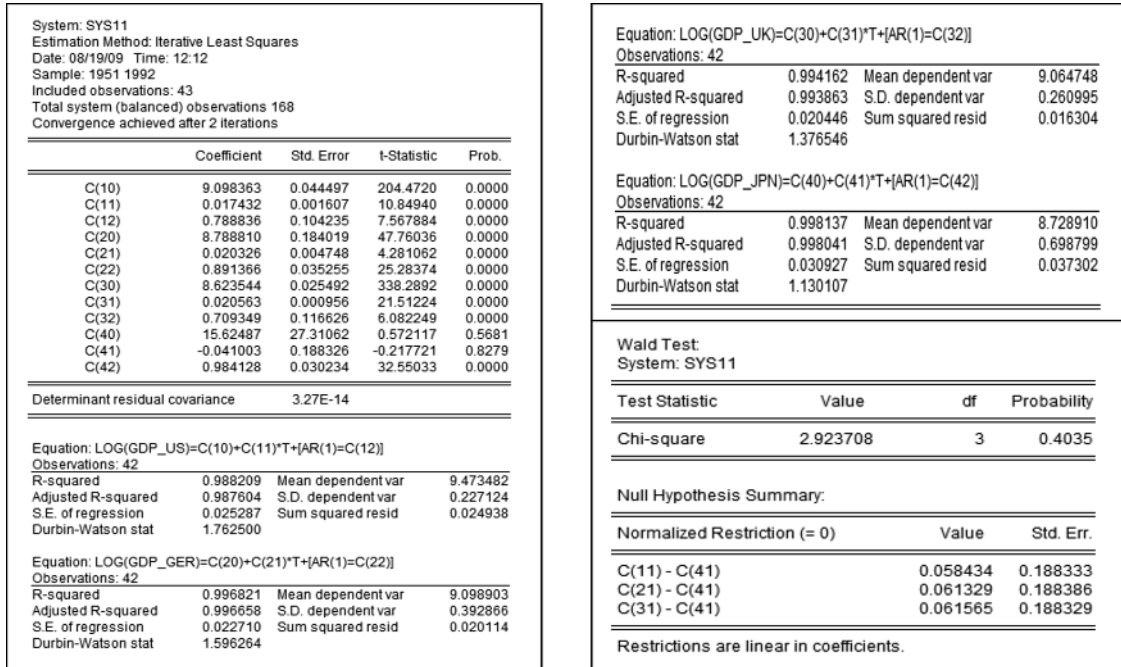 System: SYS11
Estimation Method: Iterative Least Squares
Date: 08/19/09 Time: 12:12
Sample: 1951 1992
Included observations: 43
Total system (balanced) observations 168
Convergence achieved after 2 iterations
Coefficient Std. Error t-Statistic Prob.
C(10) 9.098363 0.044497 204.4720 0.0000
C(11) 0.017432 0.001607 10.84940 0.0000
C(12) 0.788836 0.104235 7.567884 0.0000
C(20) 8.788810 0.184019 47.76036 0.0000
C(21) 0.020326 0.004748 4.281062 0.0000
C(22) 0.891366 0.035255 25.28374 0.0000
C(30) 8.623544 0.025492 338.2892 0.0000
C(31) 0.020563 0.000956 21.51224 0.0000
C(32) 0.709349 0.116626 6.082249 0.0000
C(40) 15.62487 27.31062 0.572117 0.5681
C(41) -0.041003 0.188326 -0.217721 0.8279
C(42) 0.984128 0.030234 32.55033 0.0000
Determinant residual covariance 3.27E-14
Equation: LOG(GDP_US)=C(10)+C(11)*T+[AR(1)=C(12)]
Observations: 42
R-squared 0.988209 Mean dependent var 9.473482
Adjusted R-squared 0.987604 S.D. dependent var 0.227124
S.E. of regression 0.025287 Sum squared resid 0.024938
Durbin-Watson stat 1.762500
Equation: LOG(GDP_GER)=C(20)+C(21)*T+[AR(1)=C(22)]
Observations: 42
R-squared 0.996821 Mean dependent var 9.098903
Adjusted R-squared 0.996658 S.D. dependent var 0.392866
S.E. of regression 0.022710 Sum squared resid 0.020114
Durbin-Watson stat 1.596264
Equation: LOG(GDP_UK)=C(30)+C(31)*T+[AR(1)=C(32)]
Observations: 42
R-squared 0.994162 Mean dependent var 9.064748
Adjusted R-squared 0.993863 S.D. dependent var 0.260995
S.E. of regression 0.020446 Sum squared resid 0.016304
Durbin-Watson stat 1.376546
Equation: LOG(GDP_JPN)=C(40)+C(41)*T+[AR(1)=C(42)]
Observations: 42
R-squared 0.998137 Mean dependent var 8.728910
Adjusted R-squared 0.998041 S.D. dependent var 0.698799
S.E. of regression 0.030927 Sum squared resid 0.037302
Durbin-Watson stat 1.130107
Wald Test:
System: SYS11
Test Statistic Value df Probability
Chi-square 2.923708 3 0.4035
Null Hypothesis Summary:
Normalized Restriction (= 0) Value Std. Err.
C(11) - C(41) 0.058434 0.188333
C(21) - C(41) 0.061329 0.188386
C(31) - C(41) 0.061565 0.188329
Restrictions are linear in coefficients.